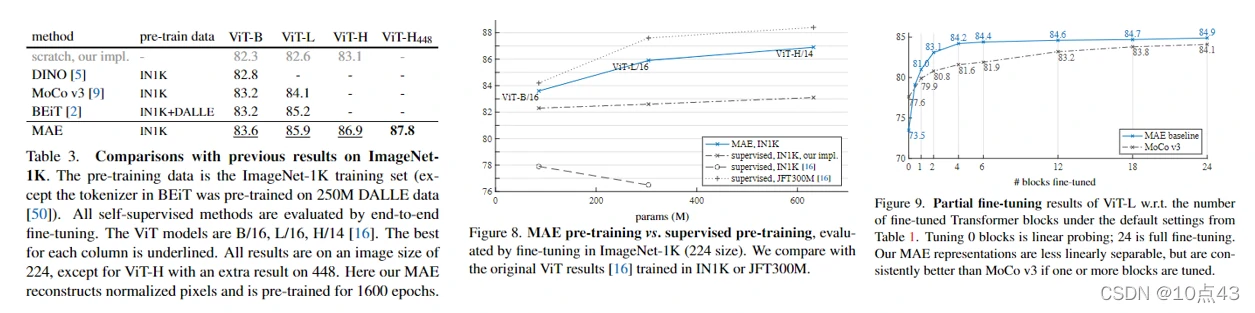 method pre-train data ViT-B ViT-L ViT-H ViT-H448
scratch, our impl. - 82.3 82.6 83.1 -
DINO [5] IN1K 82.8 - - -
MoCo v3 [9] IN1K 83.2 84.1 - -
BEiT [2] IN1K+DALLE 83.2 85.2 - -
MAE IN1K 83.6 85.9 86.9 87.8
Table 3. Comparisons with previous results on ImageNet-
1K. The pre-training data is the ImageNet-1K training set (ex-
cept the tokenizer in BEiT was pre-trained on 250M DALLE data
[50]). All self-supervised methods are evaluated by end-to-end
fine-tuning. The ViT models are B/16, L/16, H/14 [16]. The best
for each column is underlined. All results are on an image size of
224, except for ViT-H with an extra result on 448. Here our MAE
reconstructs normalized pixels and is pre-trained for 1600 epochs.
88
86
84
82
80
78
76
ViT-B/16
ViT-L/16
ViT-H/14
MAE, IN1K
supervised, IN1K, our impl.
supervised, IN1K [16]
supervised, JFT300M [16]
0 200 400 600
params (M)
Figure 8. MAE pre-training vs. supervised pre-training, evalu-
ated by fine-tuning in ImageNet-1K (224 size). We compare with
the original ViT results [16] trained in IN1K or JFT300M.
85
80
75
70
73.5 81.0 83.1 84.2 84.4 84.6 84.7 84.9
77.6 79.9 80.8 81.6 81.9 83.2 83.8 84.1
MAE baseline
MoCo v3
0 1 2 4 6 12 18 24
# blocks fine-tuned
Figure 9. Partial fine-tuning results of ViT-L w.r.t. the number
of fine-tuned Transformer blocks under the default settings from
Table 1. Tuning 0 blocks is linear probing; 24 is full fine-tuning.
Our MAE representations are less linearly separable, but are con-
sistently better than MoCo v3 if one or more blocks are tuned.
CSDN @10点43